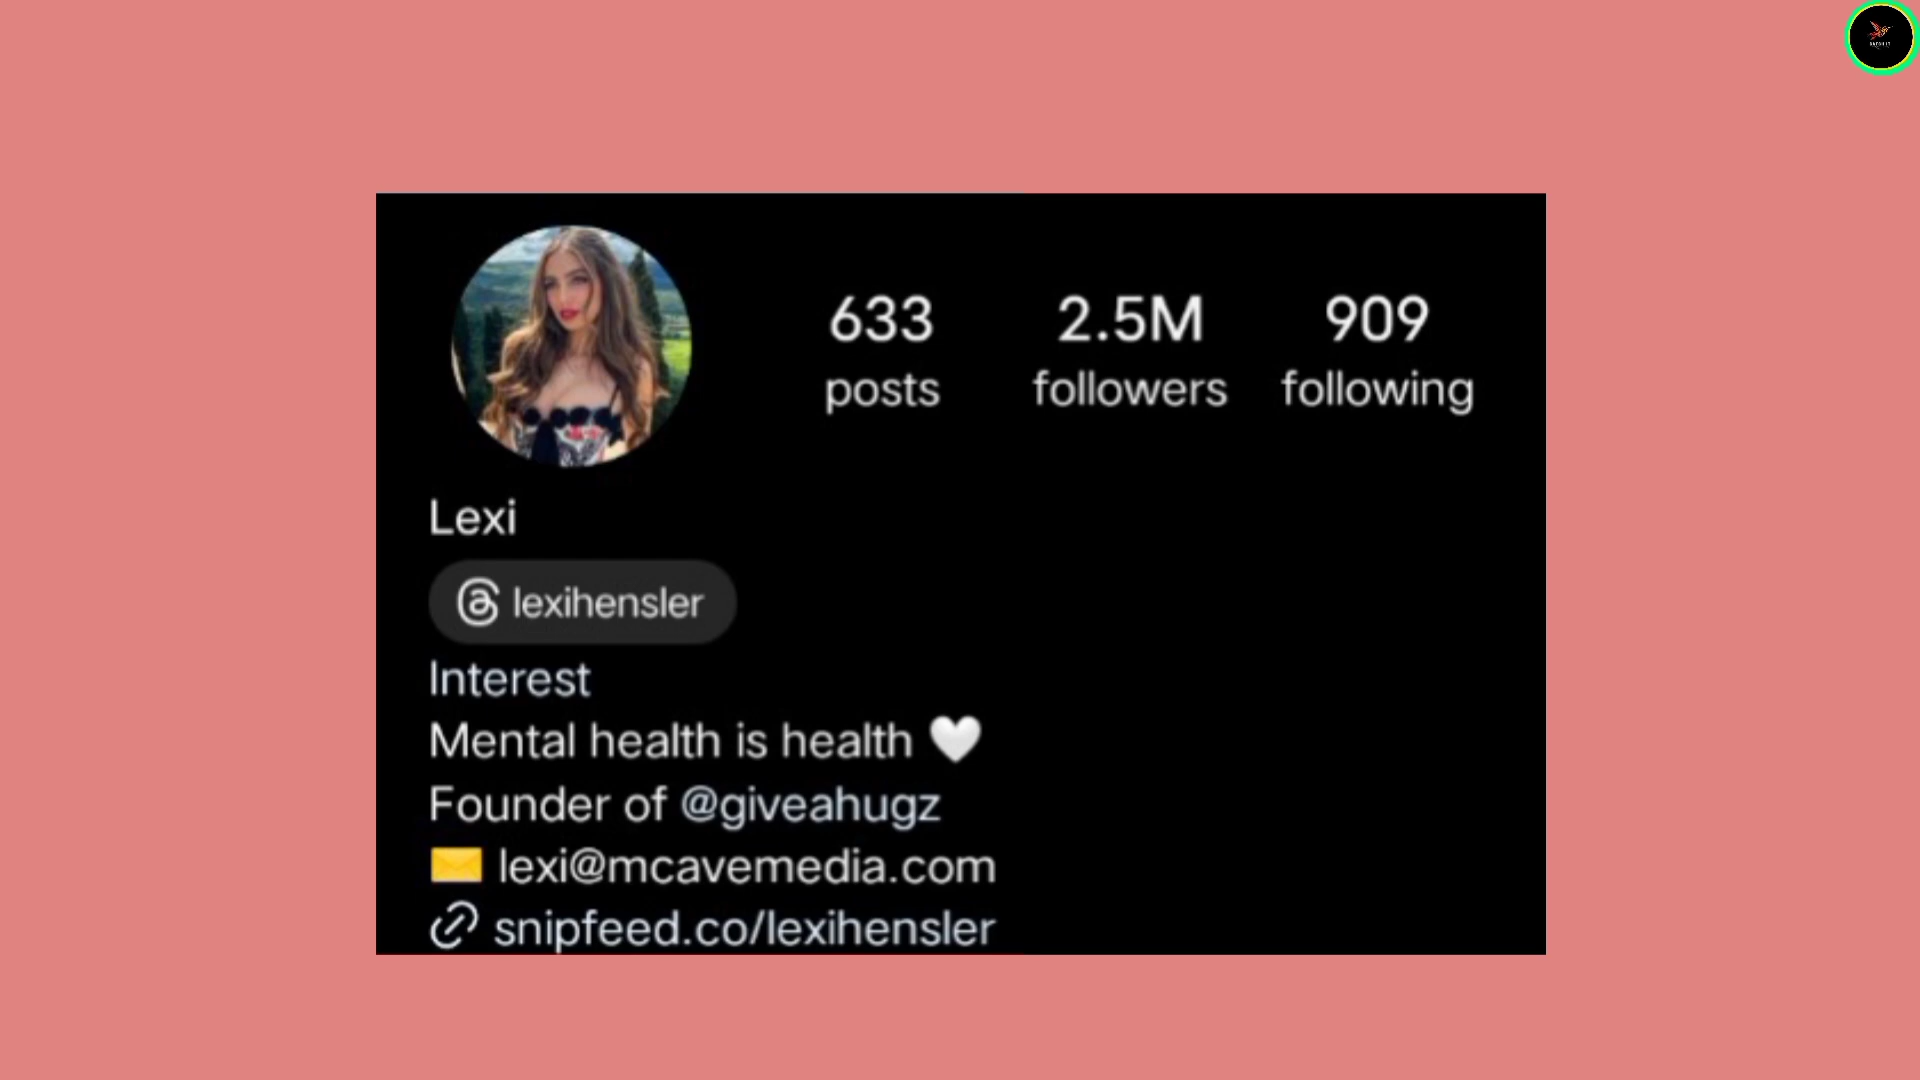 633 2.5M 909
posts followers following
Lexi
lexihensler
Interest
Mental health is health 🤍
Founder of @giveahugz
✉️ lexi@mcavemedia.com
snipfeed.co/lexihensler